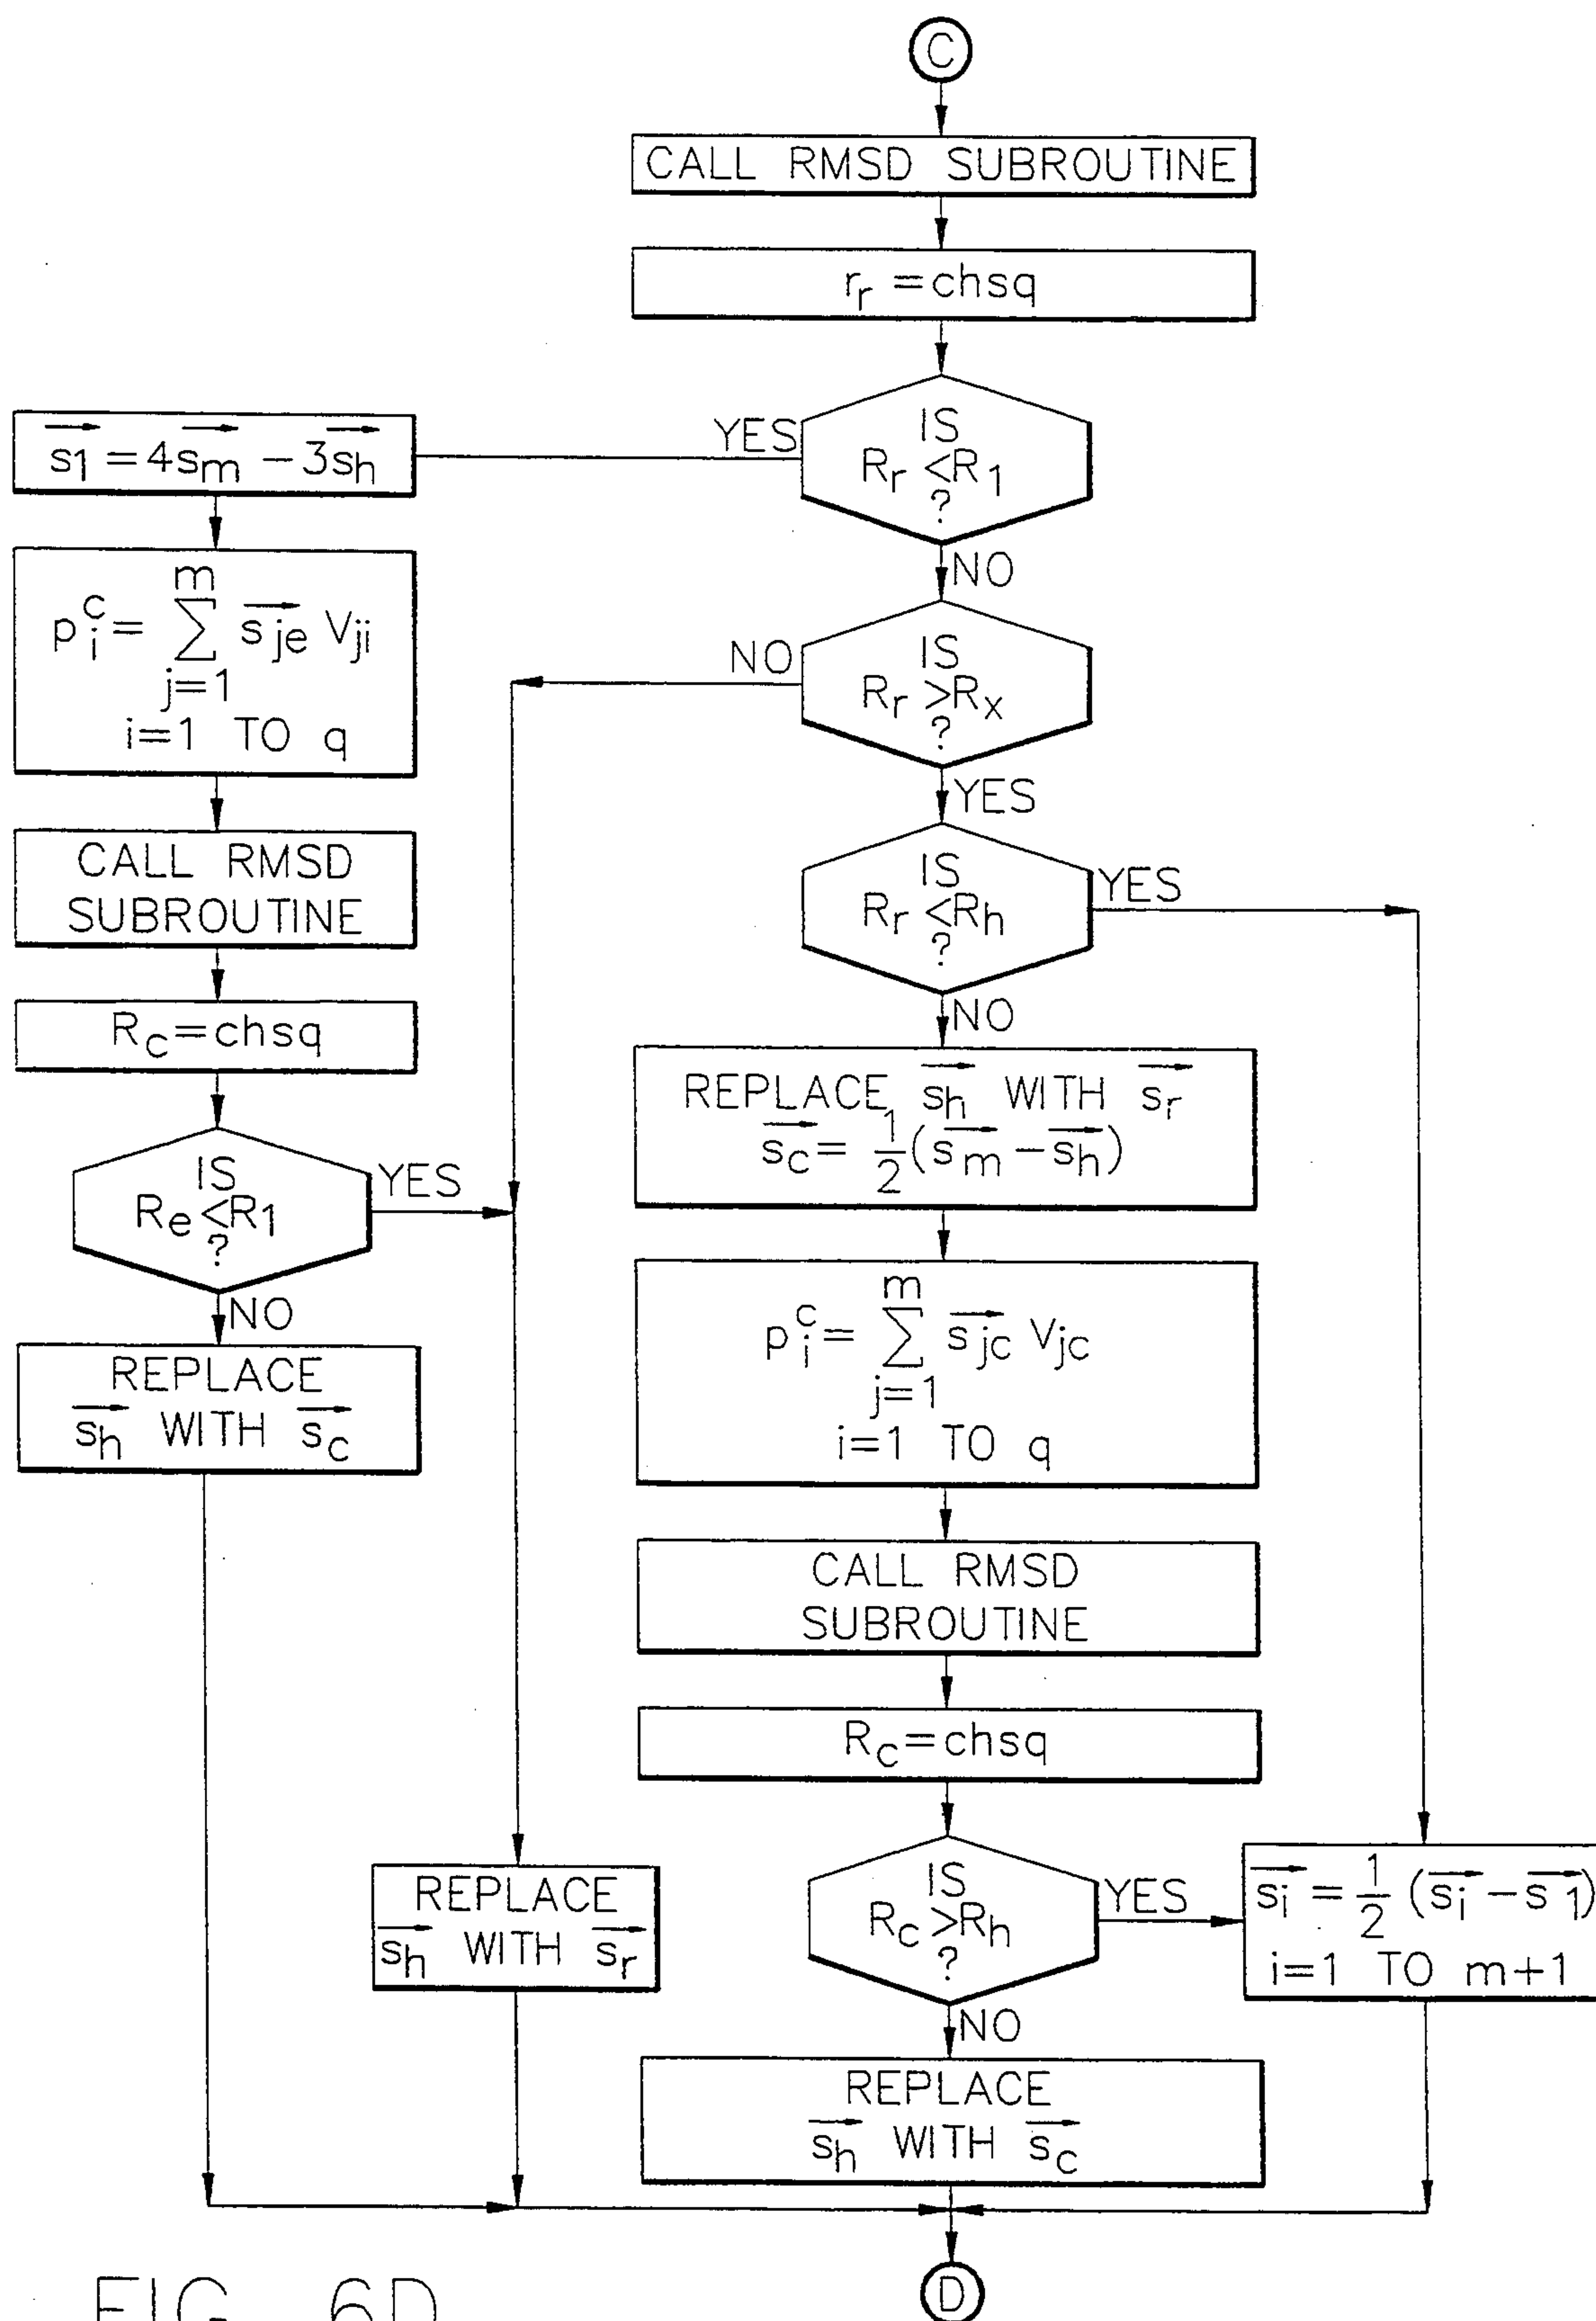 C
CALL RMSD SUBROUTINE
r_r = chsq
IS
R_r < R_1
?
YES
NO
s_1 = 4s_m − 3s_h
p_i^c = ∑_{j=1}^{m} s_je V_ji
i=1 TO q
CALL RMSD
SUBROUTINE
R_c = chsq
IS
R_e < R_1
?
YES
NO
REPLACE
s_h WITH s_c
IS
R_r > R_x
?
NO
YES
IS
R_r < R_h
?
YES
NO
REPLACE s_h WITH s_r
s_c = 1/2 (s_m − s_h)
p_i^c = ∑_{j=1}^{m} s_jc V_jc
i=1 TO q
CALL RMSD
SUBROUTINE
R_c = chsq
IS
R_c > R_h
?
YES
NO
REPLACE
s_h WITH s_r
s_i = 1/2 (s_i − s_1)
i=1 TO m+1
REPLACE
s_h WITH s_c
D
FIG. 6D